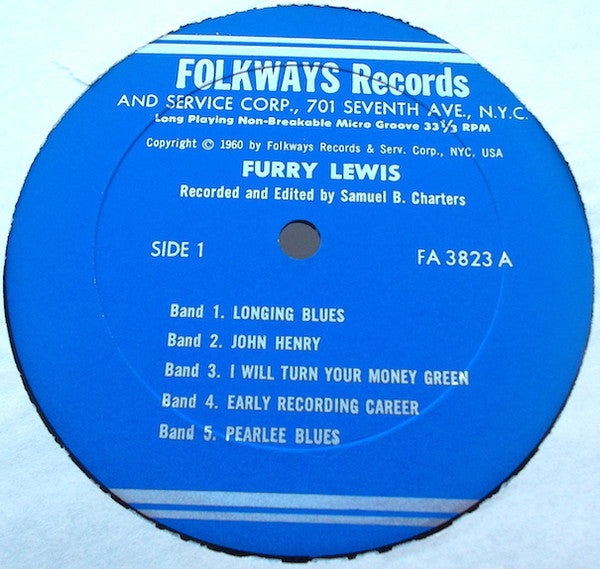 FOLKWAYS Records
AND SERVICE CORP., 701 SEVENTH AVE., N.Y.C.
Long Playing Non-Breakable Micro Groove 33⅓ RPM
Copyright © 1960 by Folkways Records & Serv. Corp., NYC, USA
FURRY LEWIS
Recorded and Edited by Samuel B. Charters
SIDE 1 FA 3823 A
Band 1. LONGING BLUES
Band 2. JOHN HENRY
Band 3. I WILL TURN YOUR MONEY GREEN
Band 4. EARLY RECORDING CAREER
Band 5. PEARLEE BLUES